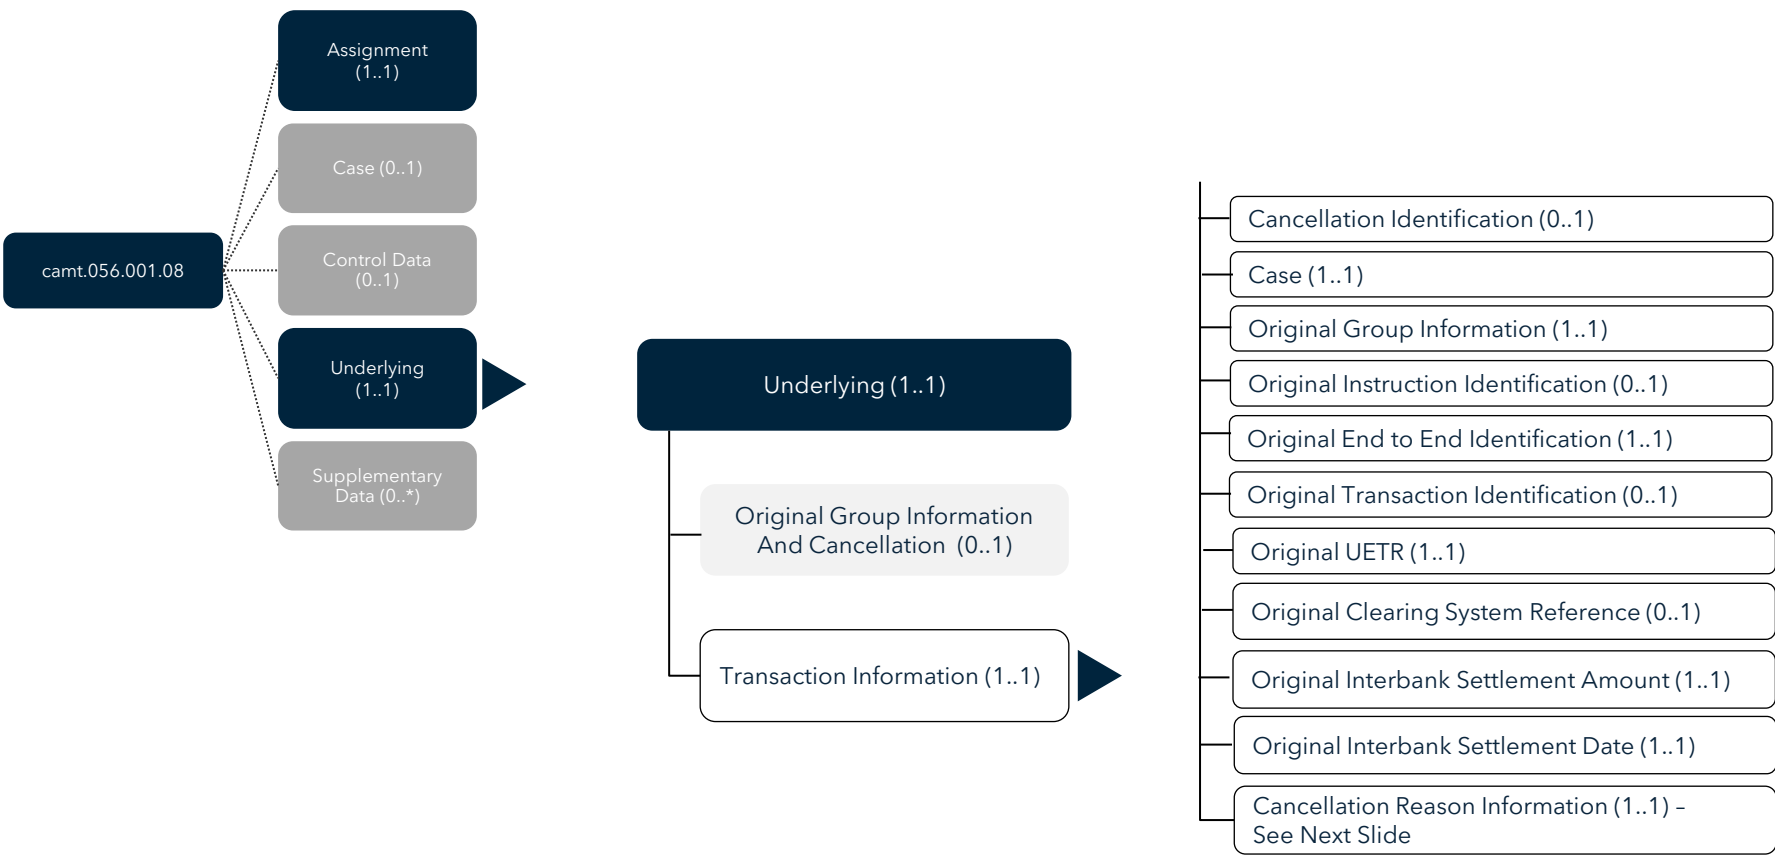 camt.056.001.08
Assignment
(1..1)
Case (0..1)
Control Data
(0..1)
Underlying
(1..1)
Supplementary
Data (0..*)
Underlying (1..1)
Original Group Information
And Cancellation (0..1)
Transaction Information (1..1)
Cancellation Identification (0..1)
Case (1..1)
Original Group Information (1..1)
Original Instruction Identification (0..1)
Original End to End Identification (1..1)
Original Transaction Identification (0..1)
Original UETR (1..1)
Original Clearing System Reference (0..1)
Original Interbank Settlement Amount (1..1)
Original Interbank Settlement Date (1..1)
Cancellation Reason Information (1..1) –
See Next Slide